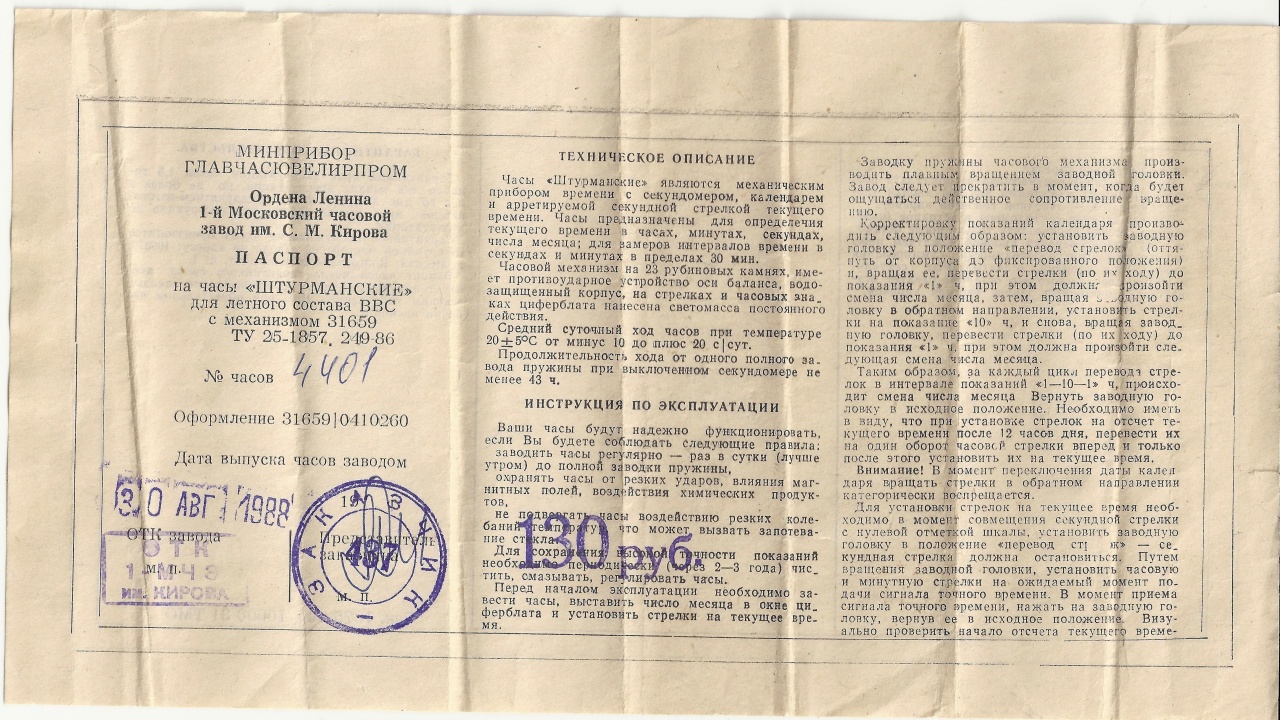 МИНПРИБОР
ГЛАВЧАСЮВЕЛИРПРОМ
Ордена Ленина
1-й Московский часовой
завод им. С. М. Кирова
ПАСПОРТ
на часы «ШТУРМАНСКИЕ»
для летного состава ВВС
с механизмом 31659
ТУ 25-1857. 249-86
№ часов 4401
Оформление 31659|0410260
Дата выпуска часов заводом
30 АВГ 1988
ОТК завода
м. п.
ОТК
1-МЧЗ
им. КИРОВА
ЗАКАЗЧИК
487
м. п.
ТЕХНИЧЕСКОЕ ОПИСАНИЕ
Часы «Штурманские» являются механическим
прибором времени с секундомером, календарем
и арретируемой секундной стрелкой текущего
времени. Часы предназначены для определения
текущего времени в часах, минутах, секундах,
числа месяца; для замеров интервалов времени в
секундах и минутах в пределах 30 мин.
Часовой механизм на 23 рубиновых камнях, име-
ет противоударное устройство оси баланса, водо-
защищенный корпус, на стрелках и часовых зна-
ках циферблата нанесена светомасса постоянного
действия.
Средний суточный ход часов при температуре
20±5°С от минус 10 до плюс 20 с|сут.
Продолжительность хода от одного полного за-
вода пружины при выключенном секундомере не
менее 43 ч.
ИНСТРУКЦИЯ ПО ЭКСПЛУАТАЦИИ
Ваши часы будут надежно функционировать,
если Вы будете соблюдать следующие правила:
заводить часы регулярно — раз в сутки (лучше
утром) до полной заводки пружины,
охранять часы от резких ударов, влияния маг-
нитных полей, воздействия химических продук-
тов,
не подвергать часы воздействию резких коле-
баний температур, что может вызвать запотева-
ние стекла.
Для сохранения высокой точности показаний
необходимо периодически (через 2—3 года) чис-
тить, смазывать, регулировать часы.
Перед началом эксплуатации необходимо за-
вести часы, выставить число месяца в окне ци-
ферблата и установить стрелки на текущее вре-
мя.
130 руб.
Заводку пружины часового механизма произ-
водить плавным вращением заводной головки.
Завод следует прекратить в момент, когда будет
ощущаться действенное сопротивление враще-
нию.
Корректировку показаний календаря произво-
дить следующим образом: установить заводную
головку в положение «перевод стрелок» (оття-
нуть от корпуса до фиксированного положения)
и, вращая ее, перевести стрелки (по их ходу) до
показания «1» ч, при этом должна произойти
смена числа месяца, затем, вращая заводную го-
ловку в обратном направлении, установить стрел-
ки на показание «10» ч, и снова, вращая завод-
ную головку, перевести стрелки (по их ходу) до
показания «1» ч, при этом должна произойти сле-
дующая смена числа месяца.
Таким образом, за каждый цикл перевода стре-
лок в интервале показаний «1—10—1» ч, происхо-
дит смена числа месяца Вернуть заводную го-
ловку в исходное положение. Необходимо иметь
в виду, что при установке стрелок на отсчет те-
кущего времени после 12 часов дня, перевести их
на один оборот часовой стрелки вперед и только
после этого установить их на текущее время.
Внимание! В момент переключения даты кален
даря вращать стрелки в обратном направлении
категорически воспрещается.
Для установки стрелок на текущее время необ-
ходимо в момент совмещения секундной стрелки
с нулевой отметкой шкалы, установить заводную
головку в положение «перевод — се-
кундная стрелка должна остановиться. Путем
вращения заводной головки, установить часовую
и минутную стрелки на ожидаемый момент по-
дачи сигнала точного времени. В момент приема
сигнала точного времени, нажать на заводную го-
ловку, вернув ее в исходное положение. Визу-
ально проверить начало отсчета текущего време-